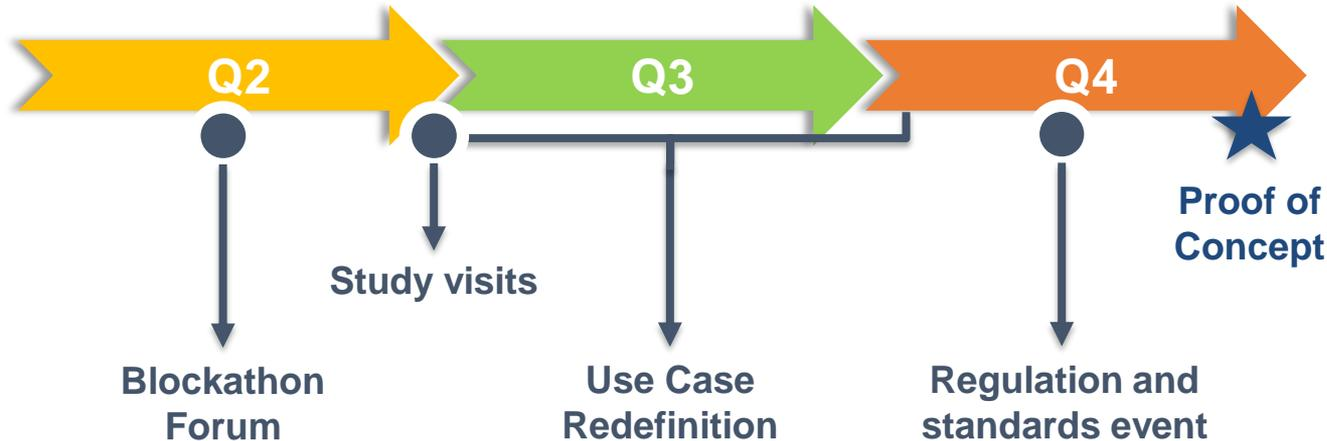 Q2
Q3
Q4
Proof of
Concept
Study visits
Blockathon
Forum
Use Case
Redefinition
Regulation and
standards event